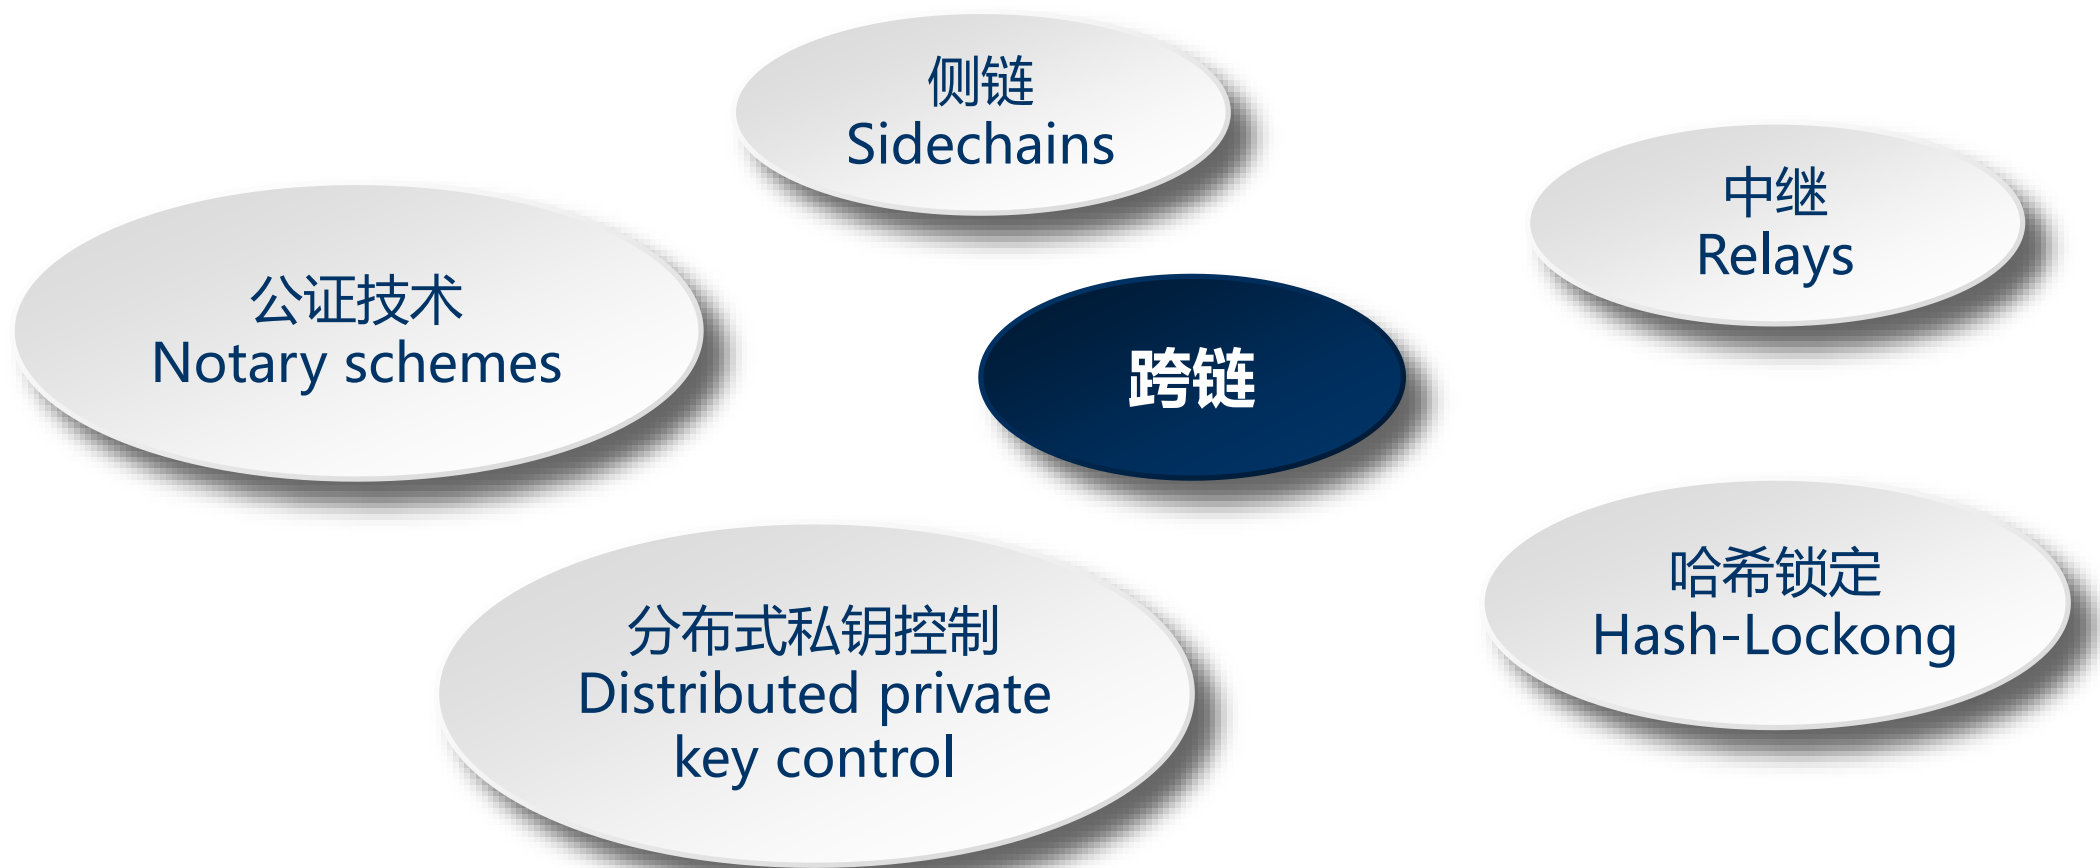 侧链
Sidechains
中继
Relays
公证技术
Notary schemes
跨链
哈希锁定
Hash-Lockong
分布式私钥控制
Distributed private
key control